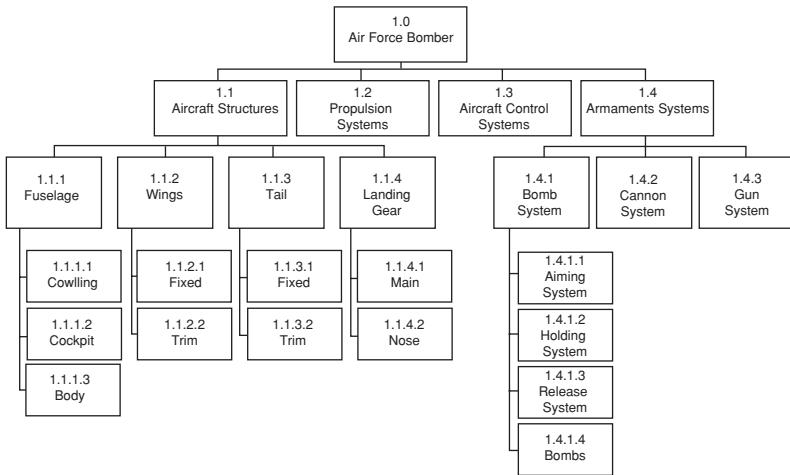 1.0
Air Force Bomber
1.1
Aircraft Structures
1.2
Propulsion
Systems
1.3
Aircraft Control
Systems
1.4
Armaments Systems
1.1.1
Fuselage
1.1.2
Wings
1.1.3
Tail
1.1.4
Landing
Gear
1.4.1
Bomb
System
1.4.2
Cannon
System
1.4.3
Gun
System
1.1.1.1
Cowlling
1.1.2.1
Fixed
1.1.3.1
Fixed
1.1.4.1
Main
1.4.1.1
Aiming
System
1.1.1.2
Cockpit
1.1.2.2
Trim
1.1.3.2
Trim
1.1.4.2
Nose
1.4.1.2
Holding
System
1.1.1.3
Body
1.4.1.3
Release
System
1.4.1.4
Bombs